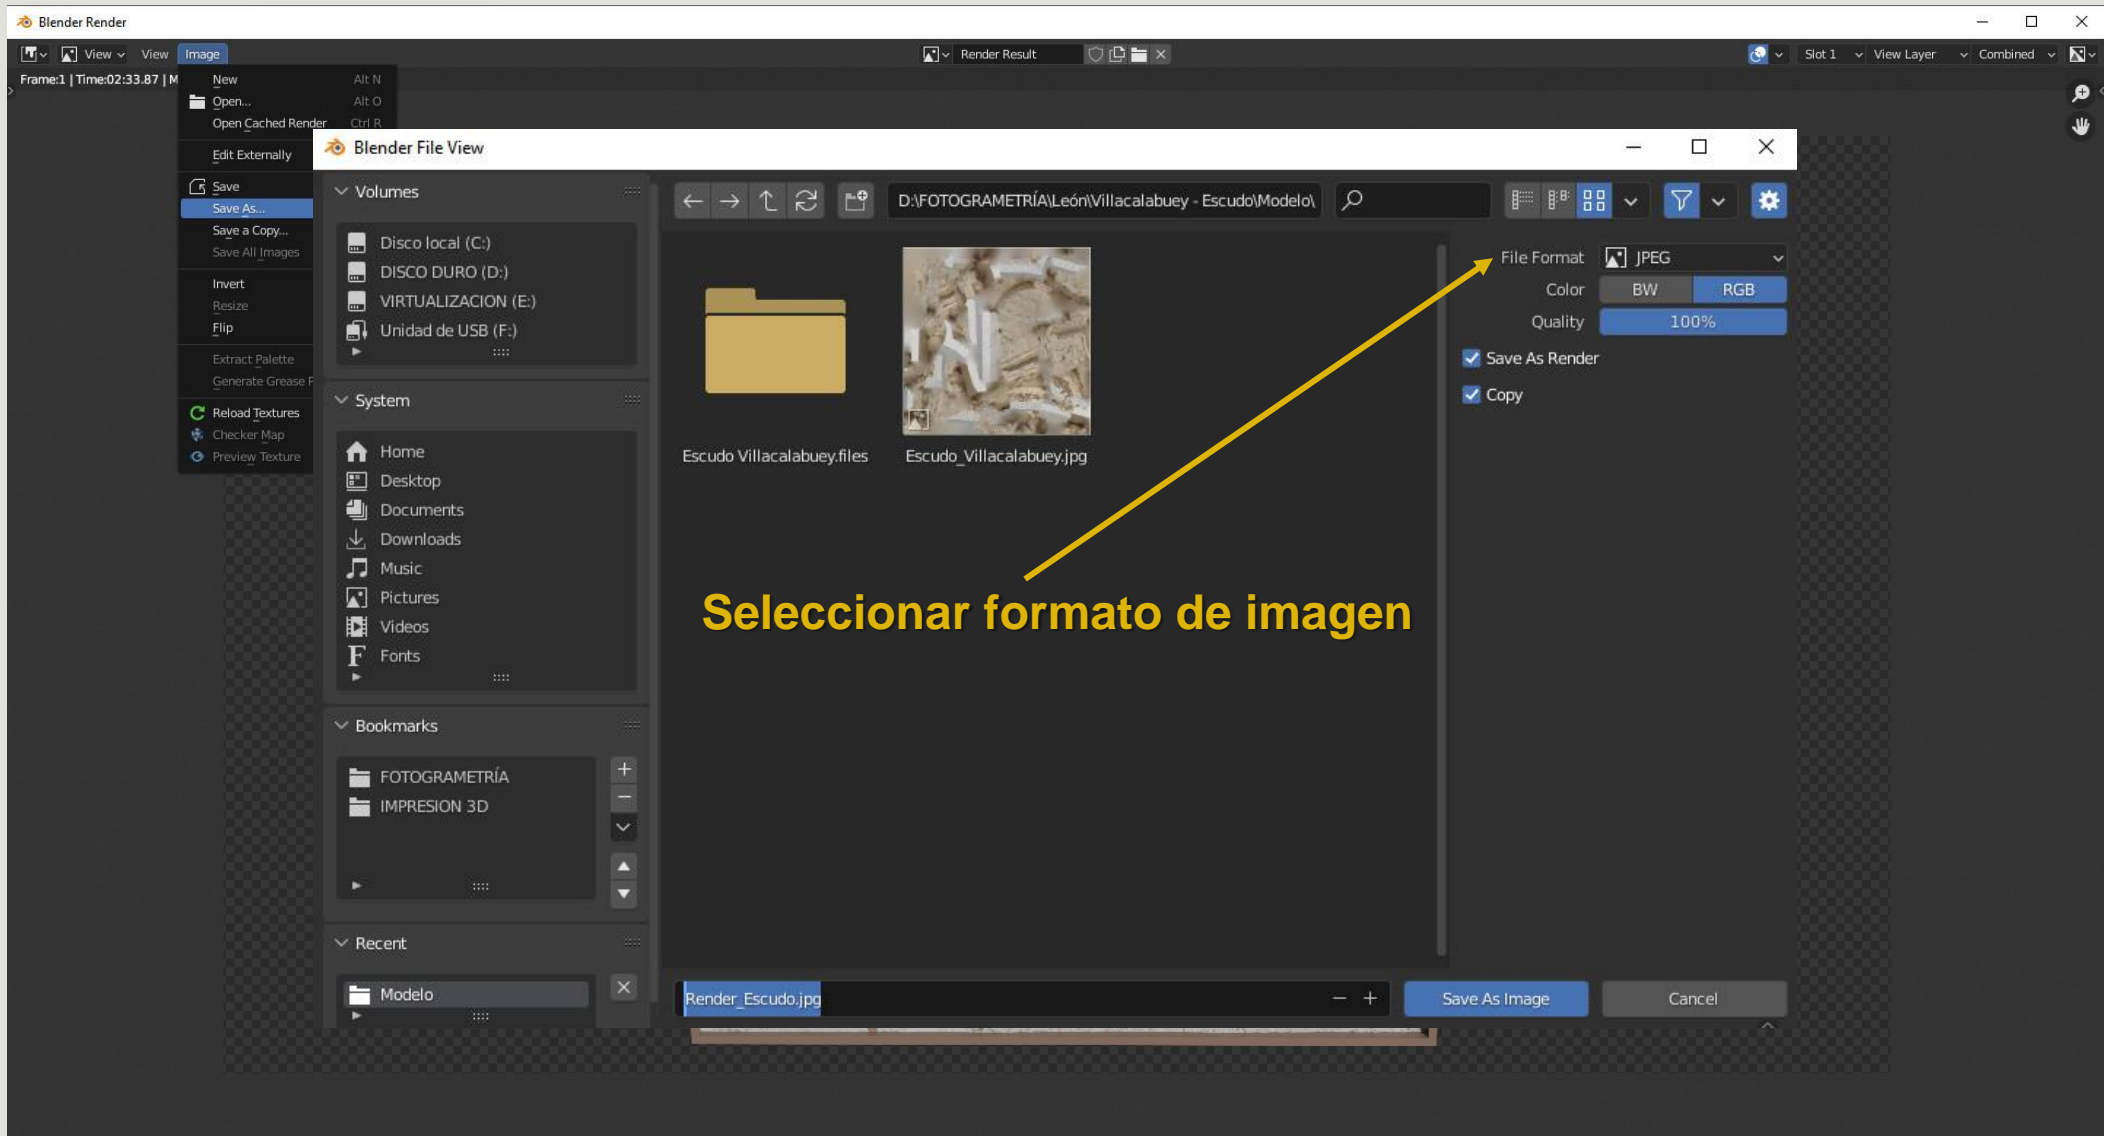 Blender Render
View View Image
Render Result
Slot 1 View Layer Combined
Frame:1 | Time:02:33.87 | M
New Alt N
Open... Alt O
Open Cached Render Ctrl R
Edit Externally
Save
Save As...
Save a Copy...
Save All Images
Invert
Resize
Flip
Extract Palette
Generate Grease P
Reload Textures
Checker Map
Preview Texture
Blender File View
Volumes
Disco local (C:)
DISCO DURO (D:)
VIRTUALIZACION (E:)
Unidad de USB (F:)
System
Home
Desktop
Documents
Downloads
Music
Pictures
Videos
Fonts
Bookmarks
FOTOGRAMETRÍA
IMPRESION 3D
Recent
Modelo
D:\FOTOGRAMETRÍA\León\Villacalabuey - Escudo\Modelo\
Escudo Villacalabuey.files
Escudo_Villacalabuey.jpg
Seleccionar formato de imagen
File Format JPEG
Color BW RGB
Quality 100%
Save As Render
Copy
Render_Escudo.jpg
Save As Image
Cancel